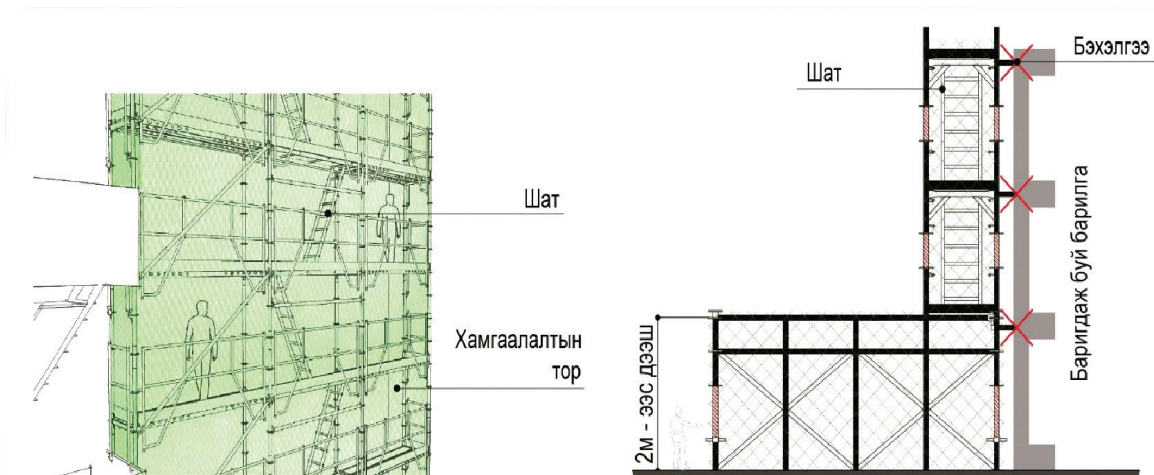 Шат
Хамгаалалтын
тор
Шат
Бэхэлгээ
Баригдаж буй барилга
2м - ээс дээш